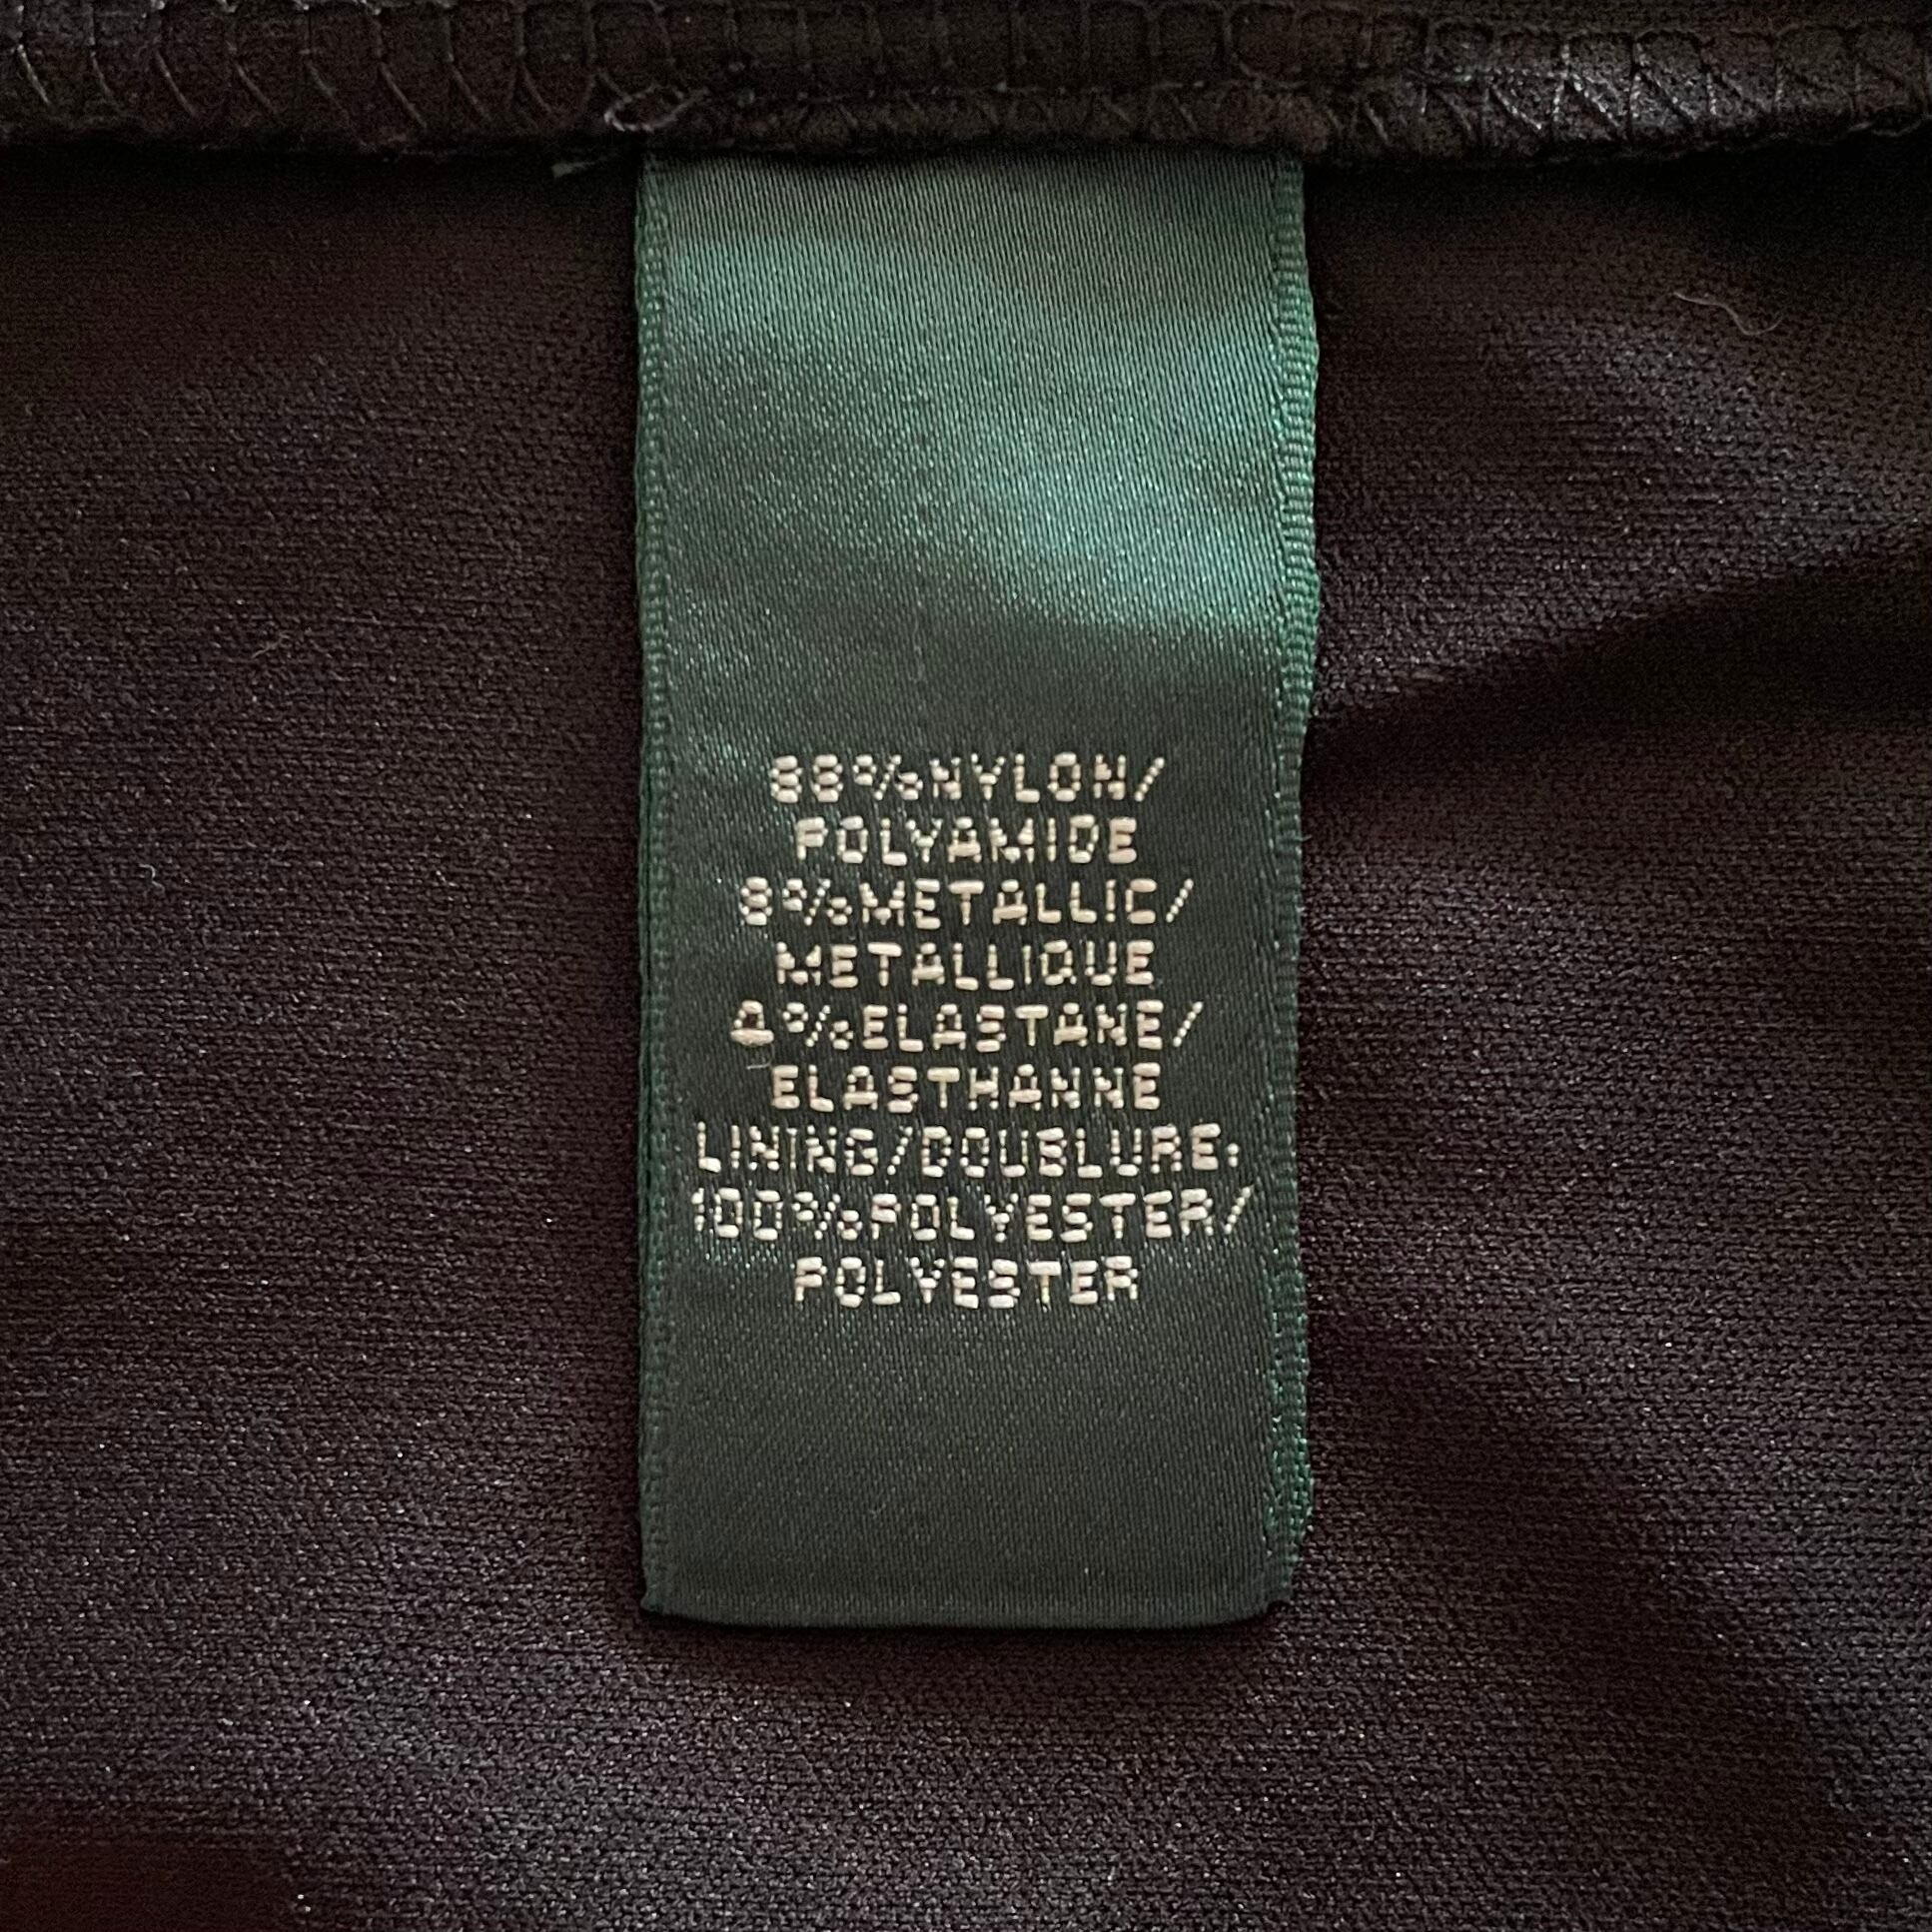 88%NYLON/
POLYAMIDE
8%METALLIC/
METALLIQUE
4%ELASTANE/
ELASTHANNE
LINING/DOUBLURE:
100%POLYESTER/
POLYESTER